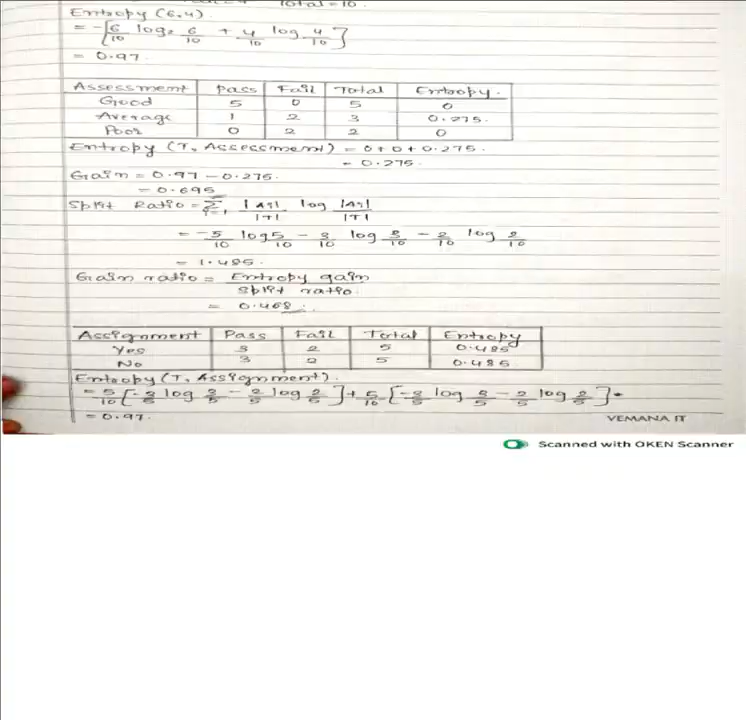 Total = 10.
Entropy (6,4).
= -[6/10 log2 6/10 + 4/10 log 4/10]
= 0.97.
Assessment Pass Fail Total Entropy.
Good 5 0 5 0
Average 1 2 3 0.275.
Poor 0 2 2 0
Entropy (T, Assessment) = 0 + 0 + 0.275.
= 0.275.
Gain = 0.97 - 0.275.
= 0.695
Split Ratio = Σ i=1 |Ai|/|T| log |Ai|/|T|
= -5/10 log 5/10 - 3/10 log 3/10 - 2/10 log 2/10
= 1.485.
Gain ratio = Entropy gain / Split ratio.
= 0.468.
Assignment Pass Fail Total Entropy
Yes 3 2 5 0.485
No 3 2 5 0.485
Entropy (T, Assignment).
= 5/10 [-3/5 log 3/5 - 2/5 log 2/5] + 5/10 [-3/5 log 3/5 - 2/5 log 2/5].
= 0.97.
VEMANA IT
Scanned with OKEN Scanner